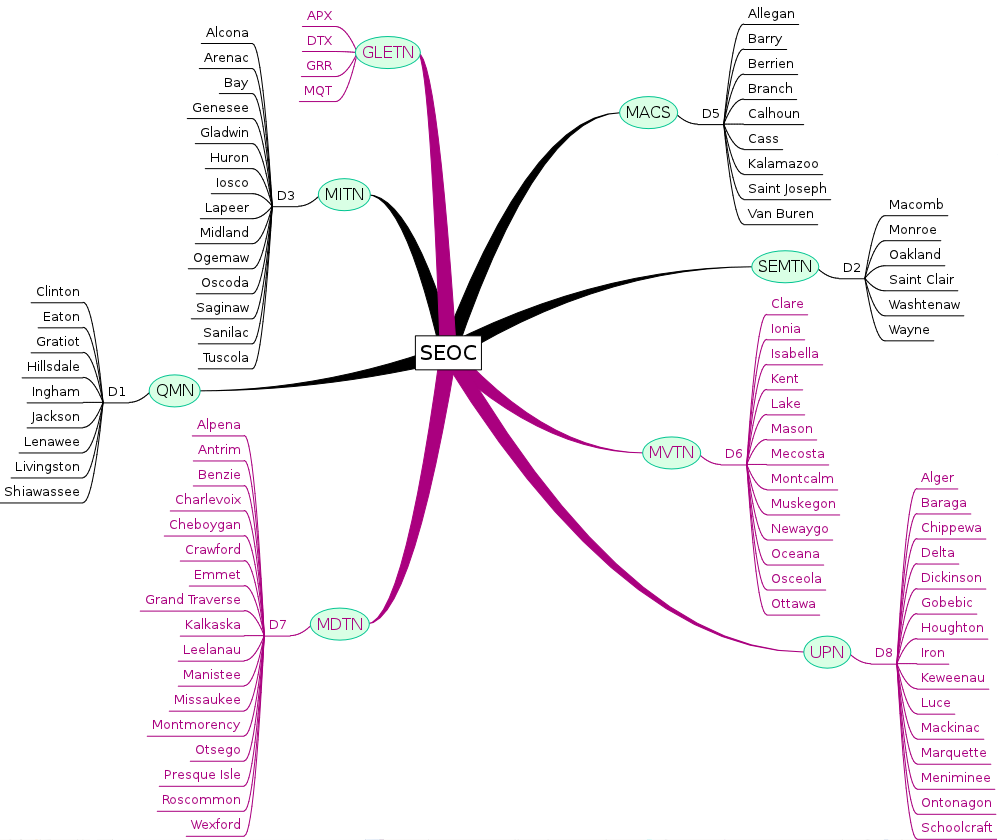 SEOC
GLETN
APX
DTX
GRR
MQT
MITN
D3
Alcona
Arenac
Bay
Genesee
Gladwin
Huron
Iosco
Lapeer
Midland
Ogemaw
Oscoda
Saginaw
Sanilac
Tuscola
QMN
D1
Clinton
Eaton
Gratiot
Hillsdale
Ingham
Jackson
Lenawee
Livingston
Shiawassee
MDTN
D7
Alpena
Antrim
Benzie
Charlevoix
Cheboygan
Crawford
Emmet
Grand Traverse
Kalkaska
Leelanau
Manistee
Missaukee
Montmorency
Otsego
Presque Isle
Roscommon
Wexford
MACS
D5
Allegan
Barry
Berrien
Branch
Calhoun
Cass
Kalamazoo
Saint Joseph
Van Buren
SEMTN
D2
Macomb
Monroe
Oakland
Saint Clair
Washtenaw
Wayne
MVTN
D6
Clare
Ionia
Isabella
Kent
Lake
Mason
Mecosta
Montcalm
Muskegon
Newaygo
Oceana
Osceola
Ottawa
UPN
D8
Alger
Baraga
Chippewa
Delta
Dickinson
Gobebic
Houghton
Iron
Keweenau
Luce
Mackinac
Marquette
Meniminee
Ontonagon
Schoolcraft